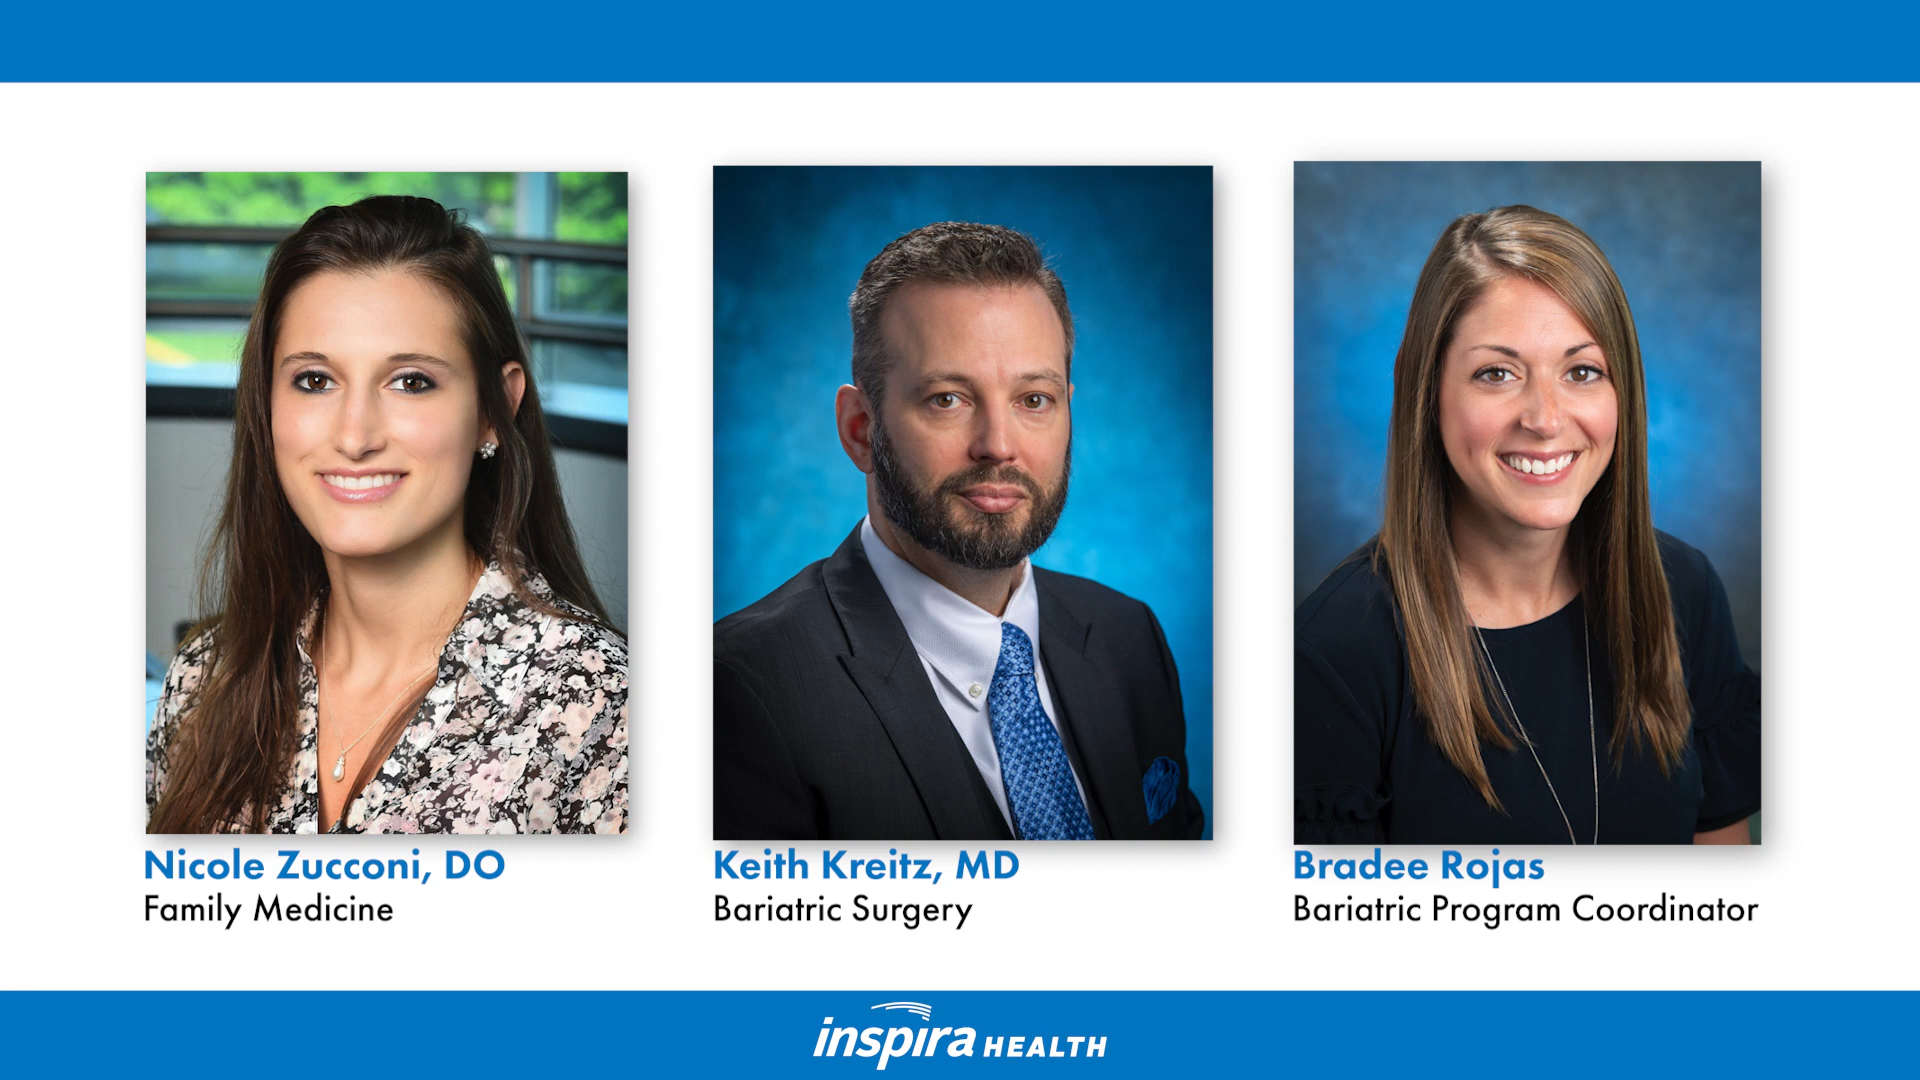 Nicole Zucconi, DO
Family Medicine
Keith Kreitz, MD
Bariatric Surgery
Bradee Rojas
Bariatric Program Coordinator
inspira HEALTH